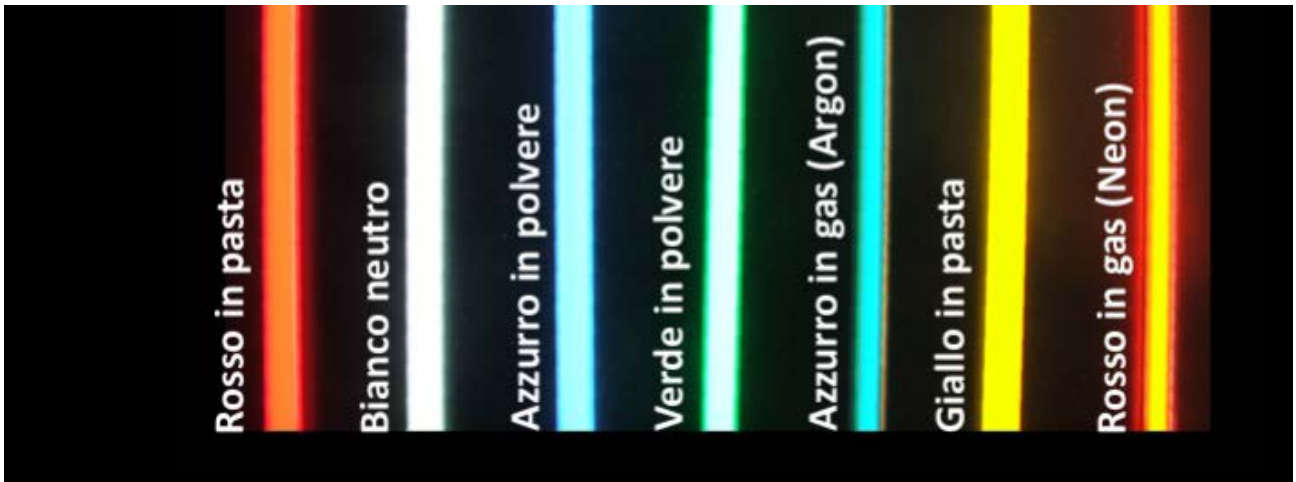 Rosso in pasta
Bianco neutro
Azzurro in polvere
Verde in polvere
Azzurro in gas (Argon)
Giallo in pasta
Rosso in gas (Neon)